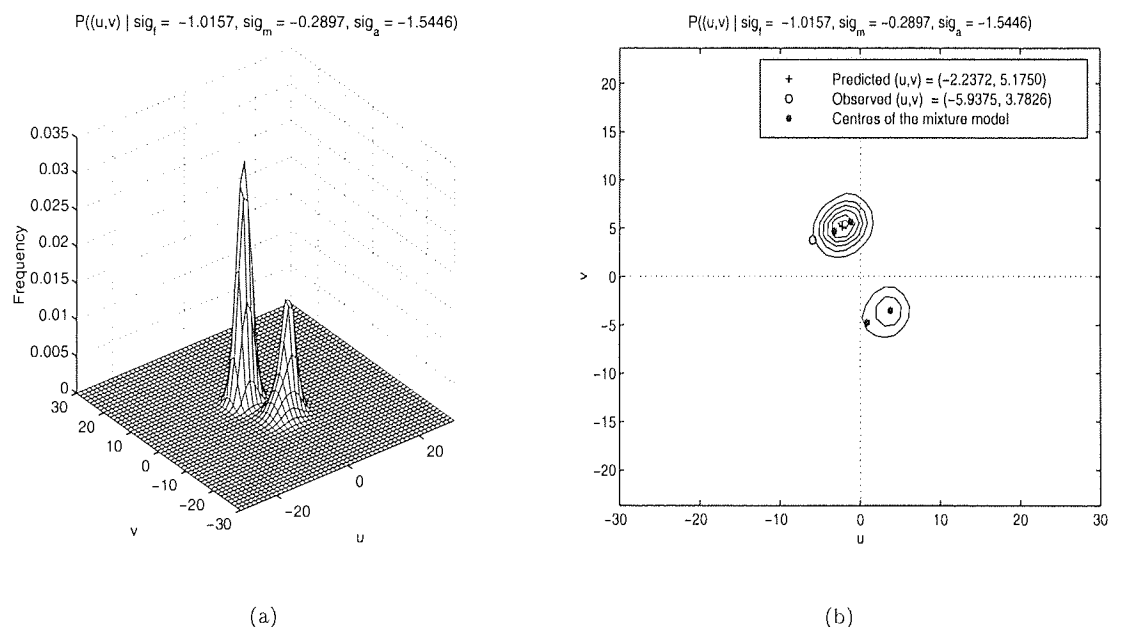 P((u,v) | sig_f = −1.0157, sig_m = −0.2897, sig_a = −1.5446)
0.035
0.03
0.025
0.02
0.015
0.01
0.005
0
Frequency
30
20
10
0
−10
−20
−30
v
−20
0
20
u
(a)
P((u,v) | sig_f = −1.0157, sig_m = −0.2897, sig_a = −1.5446)
+ Predicted (u,v) = (−2.2372, 5.1750)
o Observed (u,v) = (−5.9375, 3.7826)
* Centres of the mixture model
20
15
10
5
0
−5
−10
−15
−20
v
−30
−20
−10
0
10
20
30
u
(b)